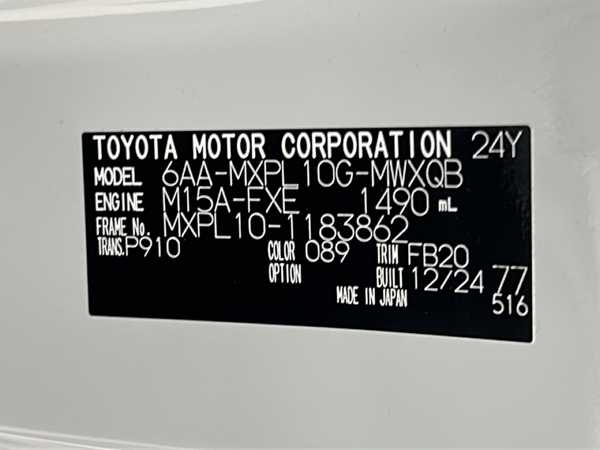 TOYOTA MOTOR CORPORATION 24Y
MODEL 6AA-MXPL10G-MWXQB
ENGINE M15A-FXE 1490 mL
FRAME No. MXPL10-1183862
TRANS. P910 COLOR 089 TRIM FB20
OPTION BUILT 12/24 77
MADE IN JAPAN 516